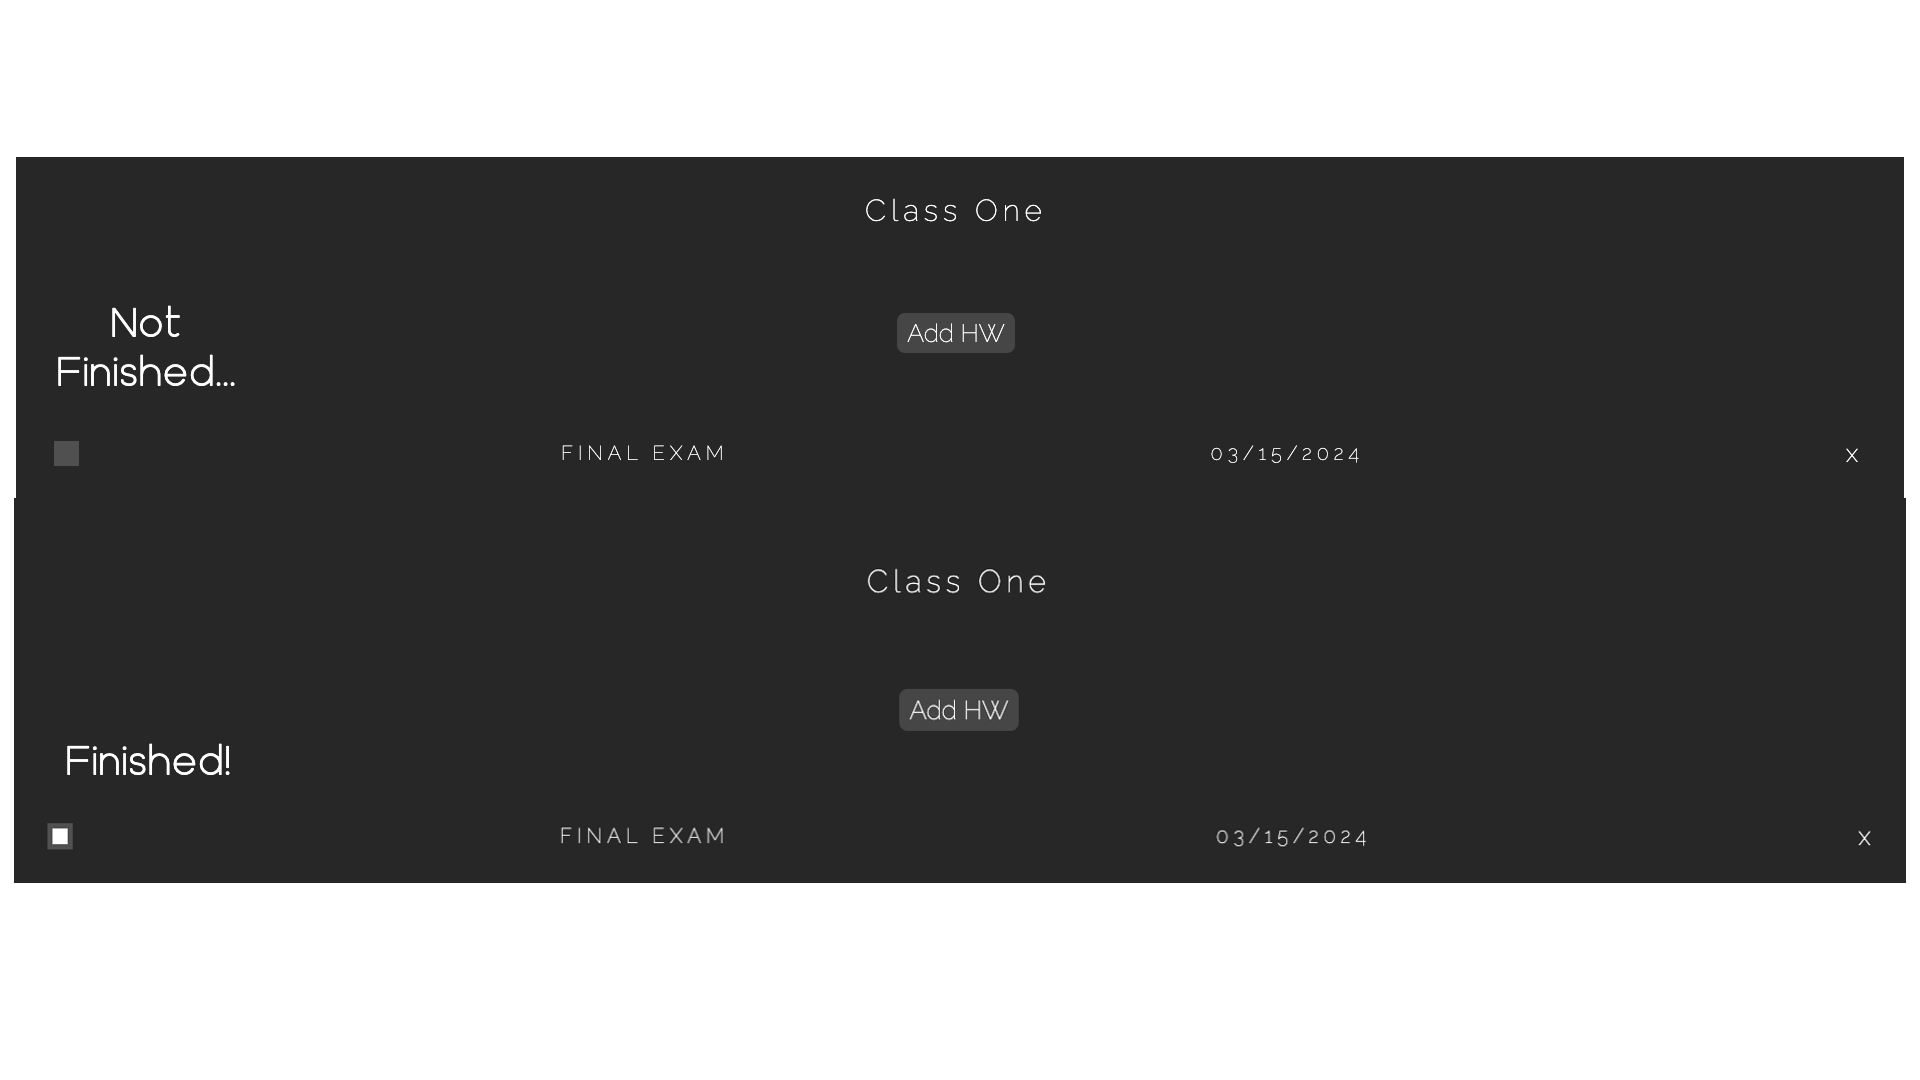 Class One
Not
Finished...
Add HW
FINAL EXAM 03/15/2024 X
Class One
Add HW
Finished!
FINAL EXAM 03/15/2024 X